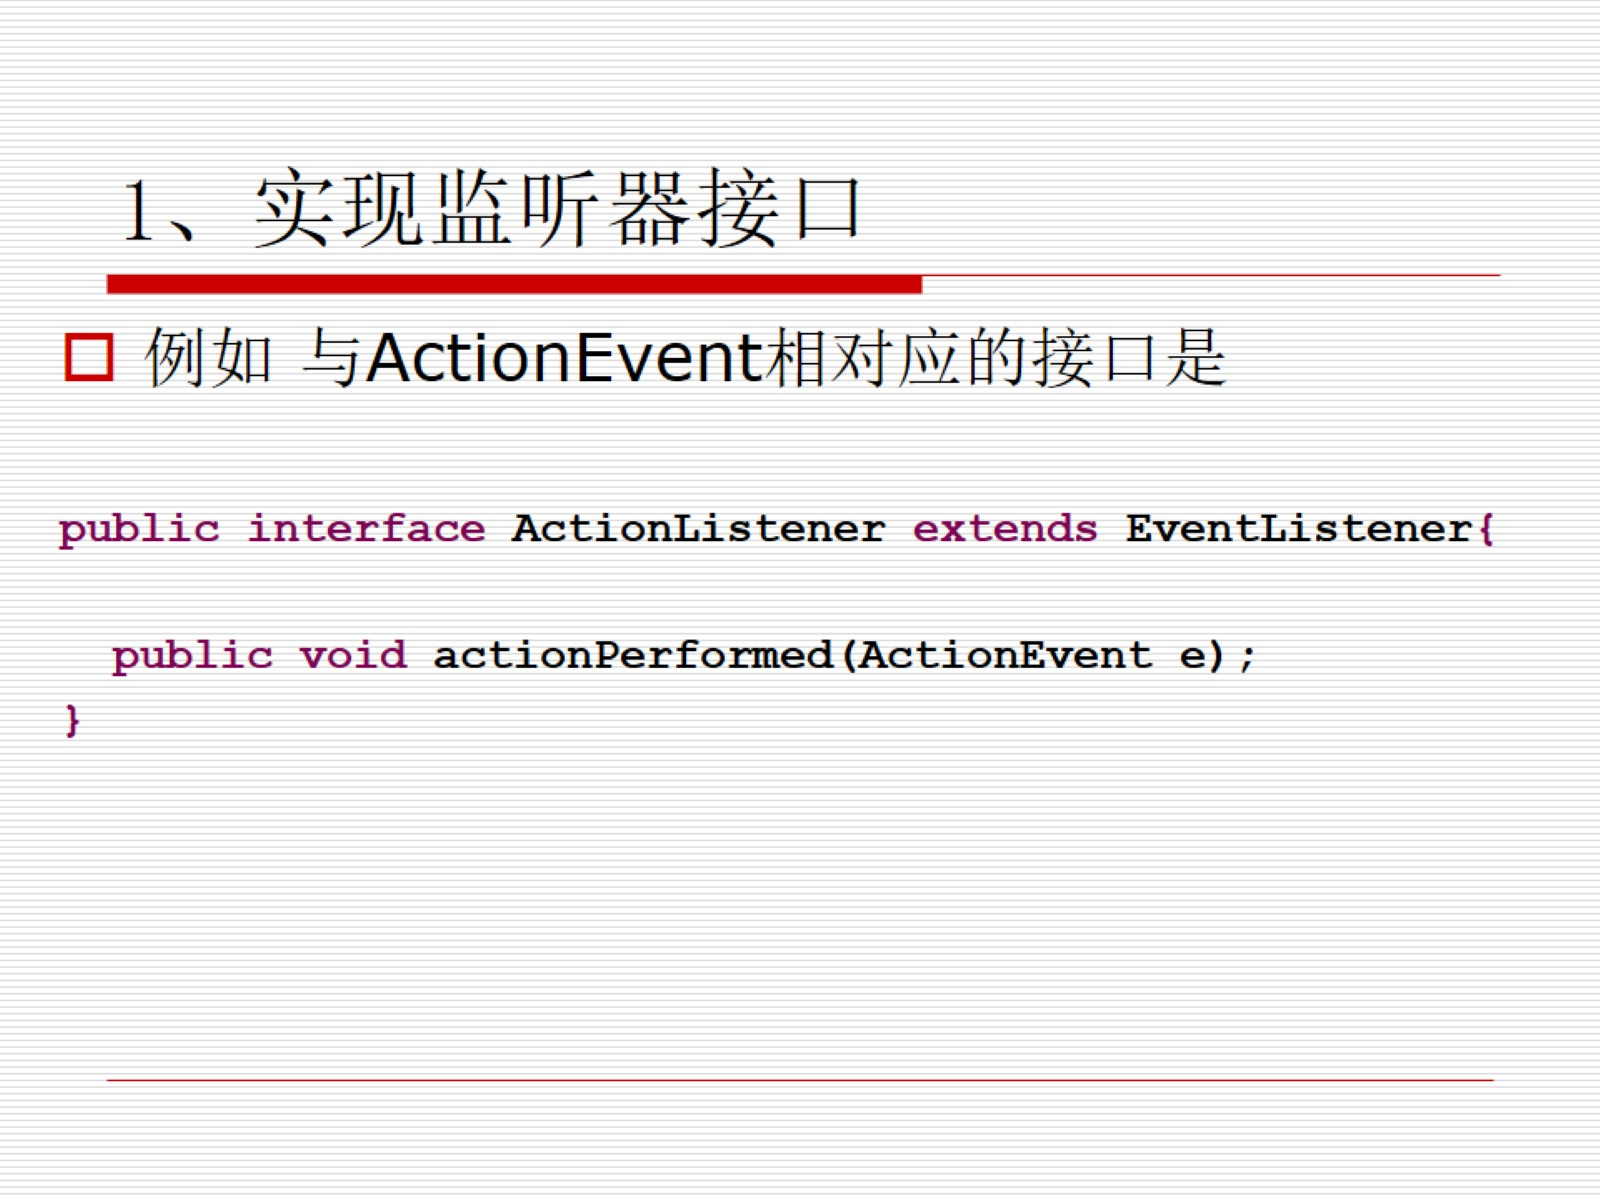 1、实现监听器接口
例如 与ActionEvent相对应的接口是
public interface ActionListener extends EventListener{
public void actionPerformed(ActionEvent e);
}